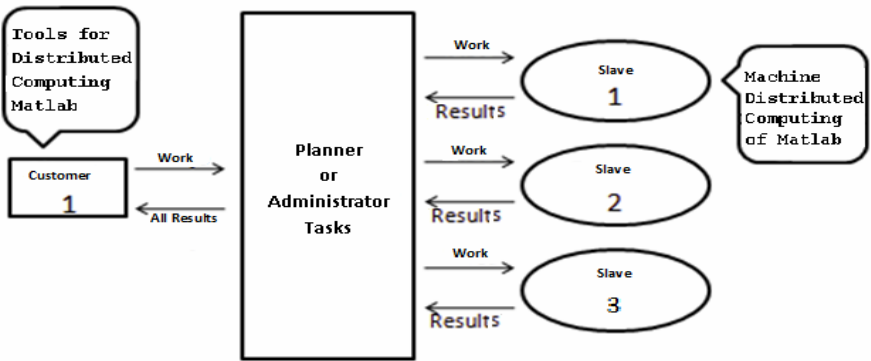 Tools for
Distributed
Computing
Matlab
Customer
1
Work
All Results
Planner
or
Administrator
Tasks
Work
Results
Slave
1
Machine
Distributed
Computing
of Matlab
Work
Results
Slave
2
Work
Results
Slave
3